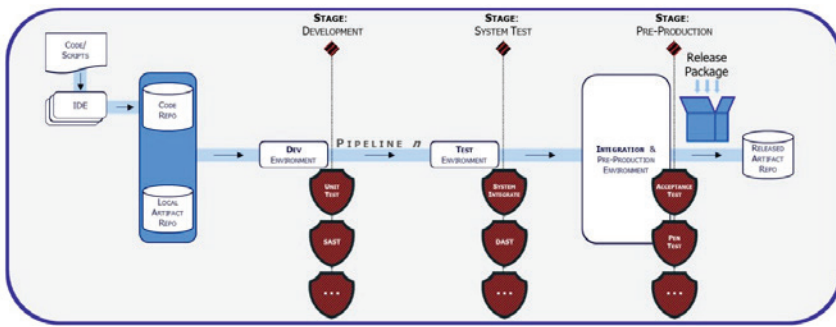 STAGE:
DEVELOPMENT
STAGE:
SYSTEM TEST
STAGE:
PRE-PRODUCTION
CODE/
SCRIPTS
IDE
CODE
REPO
LOCAL
ARTIFACT
REPO
DEV
ENVIRONMENT
PIPELINE n
TEST
ENVIRONMENT
INTEGRATION &
PRE-PRODUCTION
ENVIRONMENT
Release
Package
RELEASED
ARTIFACT
REPO
UNIT
TEST
SAST
...
SYSTEM
INTEGRATE
DAST
...
ACCEPTANCE
TEST
PEN
TEST
...